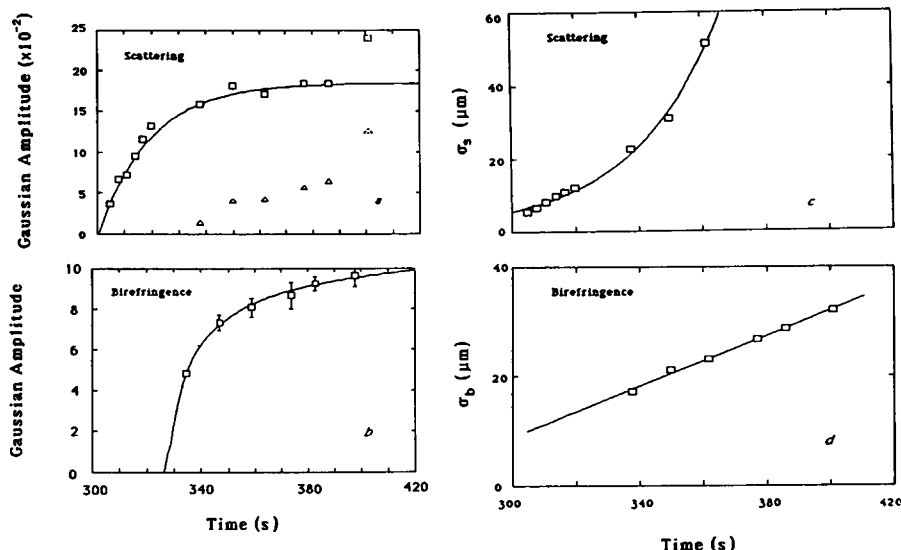 Gaussian Amplitude (x10⁻²)
25
20
15
10
5
0
Scattering
a
Gaussian Amplitude
10
8
6
4
2
0
Birefringence
b
300
340
380
420
Time (s)
σs (μm)
60
40
20
0
Scattering
c
σb (μm)
40
20
0
Birefringence
d
300
340
380
420
Time (s)